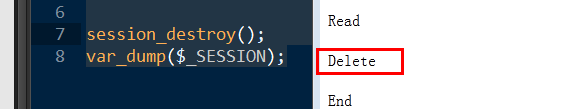 6
7 session_destroy();
8 var_dump($_SESSION);
Read
Delete
End